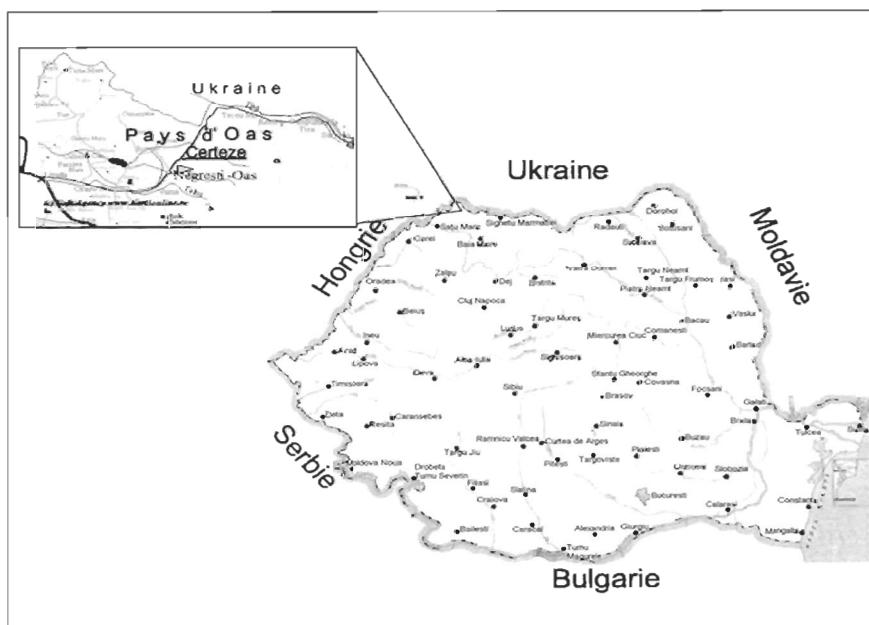 Ukraine
Pays d'Oas
Certeze
Negresti-Oas
Ukraine
Hongrie
Moldavie
Serbie
Bulgarie
Satu Mare
Sighetu Marmatiei
Dorohoi
Radauti
Botosani
Suceava
Carei
Baia Mare
Vatra Dornei
Oradea
Zalau
Dej
Bistrita
Targu Neamt
Targu Frumos
Iasi
Piatra Neamt
Cluj Napoca
Beius
Ludus
Targu Mures
Bacau
Vaslui
Ineu
Miercurea Ciuc
Comanesti
Barlad
Arad
Lipova
Alba-Iulia
Sighisoara
Deva
Timisoara
Sibiu
Sfantu Gheorghe
Covasna
Brasov
Focsani
Galati
Braila
Tulcea
Resita
Caransebes
Ramnicu Valcea
Curtea de Arges
Sinaia
Buzau
Moldova Noua
Targu Jiu
Pitesti
Targoviste
Ploiesti
Drobeta
Turnu Severin
Urziceni
Slobozia
Filiasi
Slatina
Craiova
Bucuresti
Calarasi
Constanta
Bailesti
Caracal
Alexandria
Giurgiu
Mangalia
Turnu
Magurele